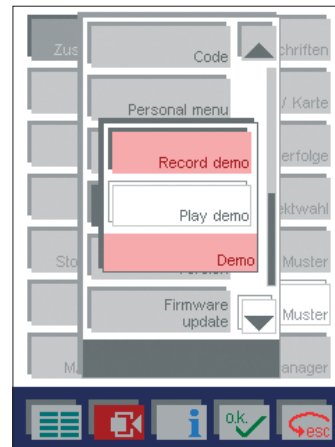 Zus
Code
chriften
Personal menu
/ Karte
erfolge
Record demo
Play demo
ektwahl
Sto
Demo
Muster
Firmware
update
Muster
M
anager
i
o.k.
esc